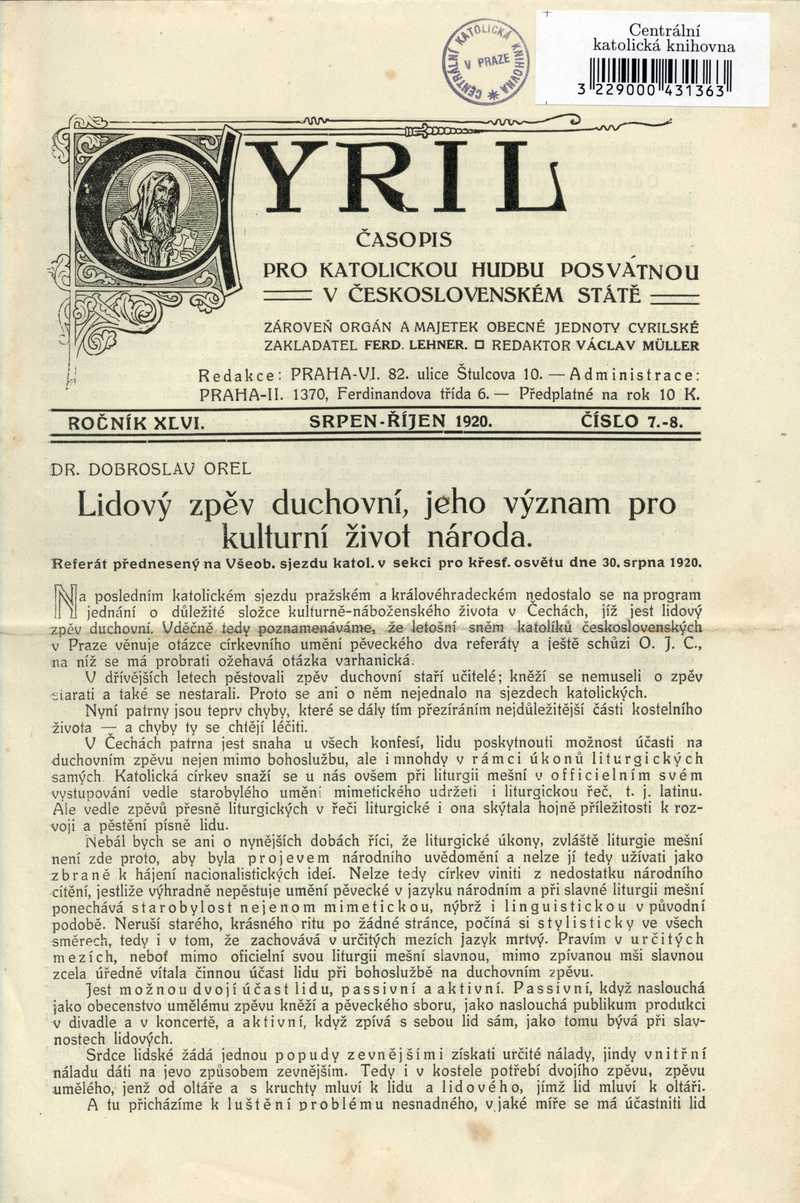 CENTRÁLNÍ KATOLICKÁ KNIHOVNA
V PRAZE
Centrální
katolická knihovna
3 229000 431363
CYRIL
ČASOPIS
PRO KATOLICKOU HUDBU POSVÁTNOU
V ČESKOSLOVENSKÉM STÁTĚ
ZÁROVEŇ ORGÁN A MAJETEK OBECNÉ JEDNOTY CYRILSKÉ
ZAKLADATEL FERD. LEHNER. □ REDAKTOR VÁCLAV MÜLLER
Redakce: PRAHA-VI. 82. ulice Štulcova 10. — Administrace:
PRAHA-II. 1370, Ferdinandova třída 6. — Předplatné na rok 10 K.
ROČNÍK XLVI. SRPEN-ŘÍJEN 1920. ČÍSLO 7.-8.
DR. DOBROSLAV OREL
Lidový zpěv duchovní, jeho význam pro
kulturní život národa.
Referát přednesený na Všeob. sjezdu katol. v sekci pro křesť. osvětu dne 30. srpna 1920.
Na posledním katolickém sjezdu pražském a královéhradeckém nedostalo se na program
jednání o důležité složce kulturně-náboženského života v Čechách, jíž jest lidový
zpěv duchovní. Vděčně tedy poznamenáváme, že letošní sněm katolíků československých
v Praze věnuje otázce církevního umění pěveckého dva referáty a ještě schůzi O. J. C.,
na níž se má probrati ožehavá otázka varhanická.
V dřívějších letech pěstovali zpěv duchovní staří učitelé; kněží se nemuseli o zpěv
starati a také se nestarali. Proto se ani o něm nejednalo na sjezdech katolických.
Nyní patrny jsou teprv chyby, které se dály tím přezíráním nejdůležitější části kostelního
života — a chyby ty se chtějí léčiti.
V Čechách patrna jest snaha u všech konfesí, lidu poskytnouti možnost účasti na
duchovním zpěvu nejen mimo bohoslužbu, ale i mnohdy v rámci úkonů liturgických
samých. Katolická církev snaží se u nás ovšem při liturgii mešní v officielním svém
vystupování vedle starobylého umění mimetického udržeti i liturgickou řeč, t. j. latinu.
Ale vedle zpěvů přesně liturgických v řeči liturgické i ona skýtala hojně příležitosti k roz-
voji a pěstění písně lidu.
Nebál bych se ani o nynějších dobách říci, že liturgické úkony, zvláště liturgie mešní
není zde proto, aby byla projevem národního uvědomění a nelze jí tedy užívati jako
zbraně k hájení nacionalistických ideí. Nelze tedy církev viniti z nedostatku národního
cítění, jestliže výhradně nepěstuje umění pěvecké v jazyku národním a při slavné liturgii mešní
ponechává starobylost nejenom mimetickou, nýbrž i linguistickou v původní
podobě. Neruší starého, krásného ritu po žádné stránce, počíná si stylisticky ve všech
směrech, tedy i v tom, že zachovává v určitých mezích jazyk mrtvý. Pravím v určitých
mezích, neboť mimo oficielní svou liturgii mešní slavnou, mimo zpívanou mši slavnou
zcela úředně vítala činnou účast lidu při bohoslužbě na duchovním zpěvu.
Jest možnou dvojí účast lidu, passivní a aktivní. Passivní, když naslouchá
jako obecenstvo umělému zpěvu kněží a pěveckého sboru, jako naslouchá publikum produkci
v divadle a v koncertě, a aktivní, když zpívá s sebou lid sám, jako tomu bývá při slav-
nostech lidových.
Srdce lidské žádá jednou popudy zevnějšími získati určité nálady, jindy vnitřní
náladu dáti na jevo způsobem zevnějším. Tedy i v kostele potřebí dvojího zpěvu, zpěvu
umělého, jenž od oltáře a s kruchty mluví k lidu a lidového, jímž lid mluví k oltáři.
A tu přicházíme k luštění problému nesnadného, v jaké míře se má účastniti lid